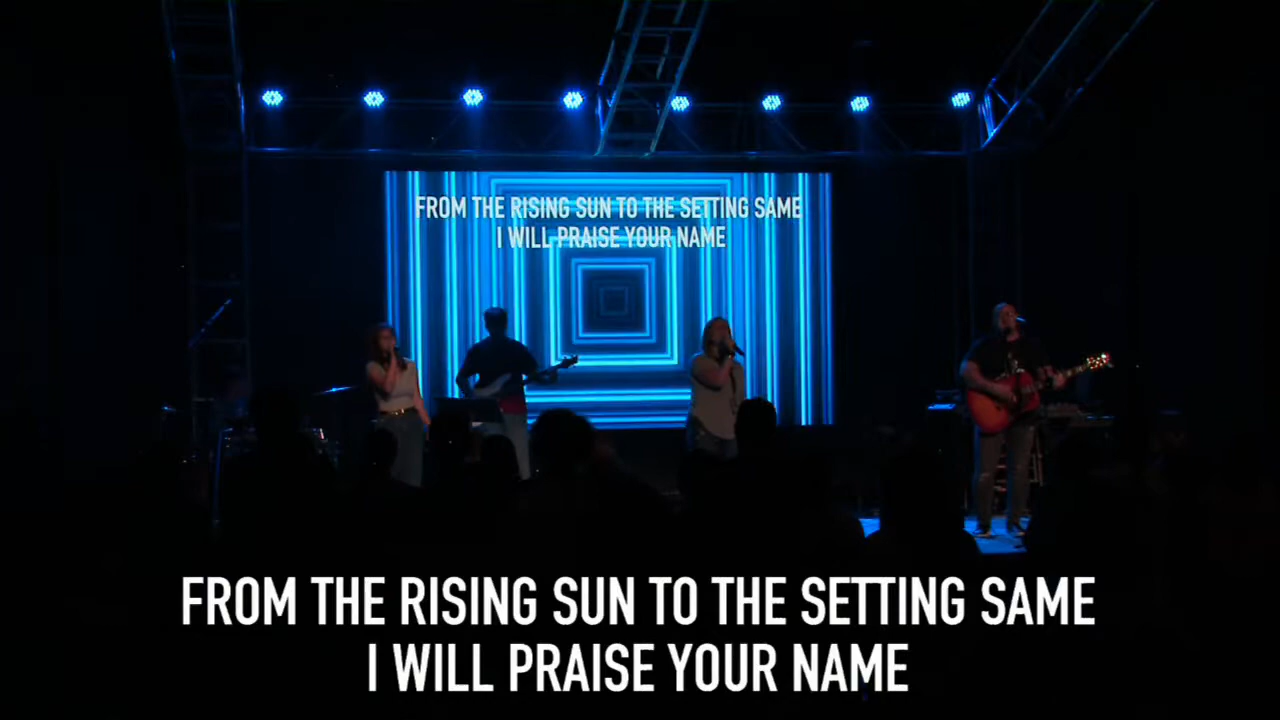 FROM THE RISING SUN TO THE SETTING SAME
I WILL PRAISE YOUR NAME
FROM THE RISING SUN TO THE SETTING SAME
I WILL PRAISE YOUR NAME